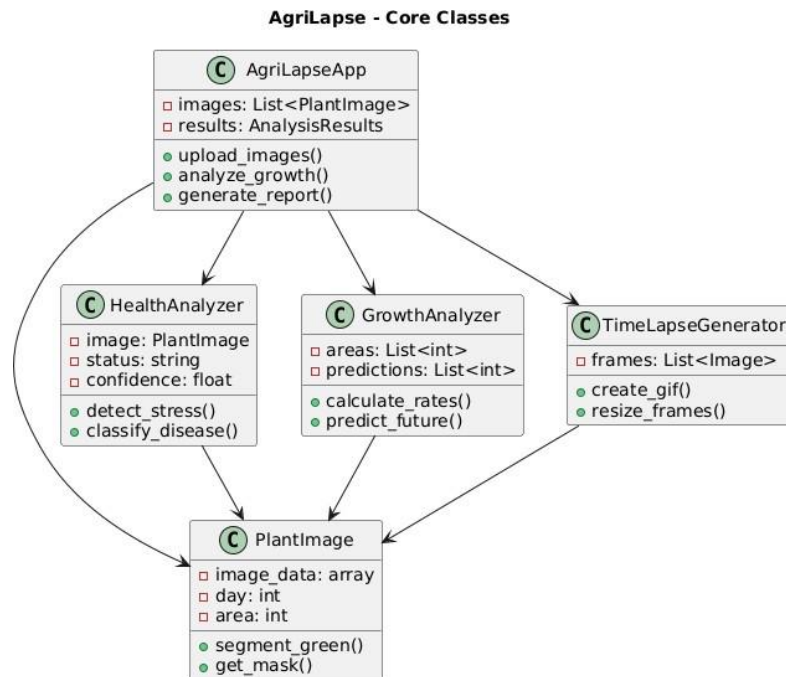 AgriLapse - Core Classes
C AgriLapseApp
images: List<PlantImage>
results: AnalysisResults
upload_images()
analyze_growth()
generate_report()
C HealthAnalyzer
image: PlantImage
status: string
confidence: float
detect_stress()
classify_disease()
C GrowthAnalyzer
areas: List<int>
predictions: List<int>
calculate_rates()
predict_future()
C TimeLapseGenerator
frames: List<Image>
create_gif()
resize_frames()
C PlantImage
image_data: array
day: int
area: int
segment_green()
get_mask()